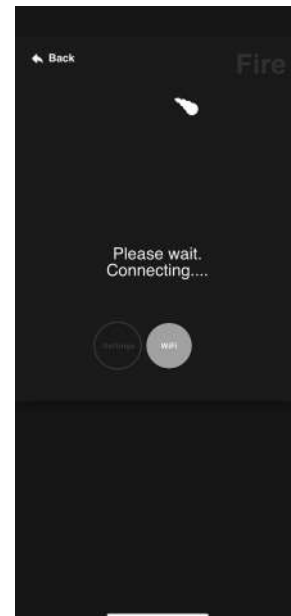 Back
Fire
Please wait.
Connecting....
Settings
WiFi